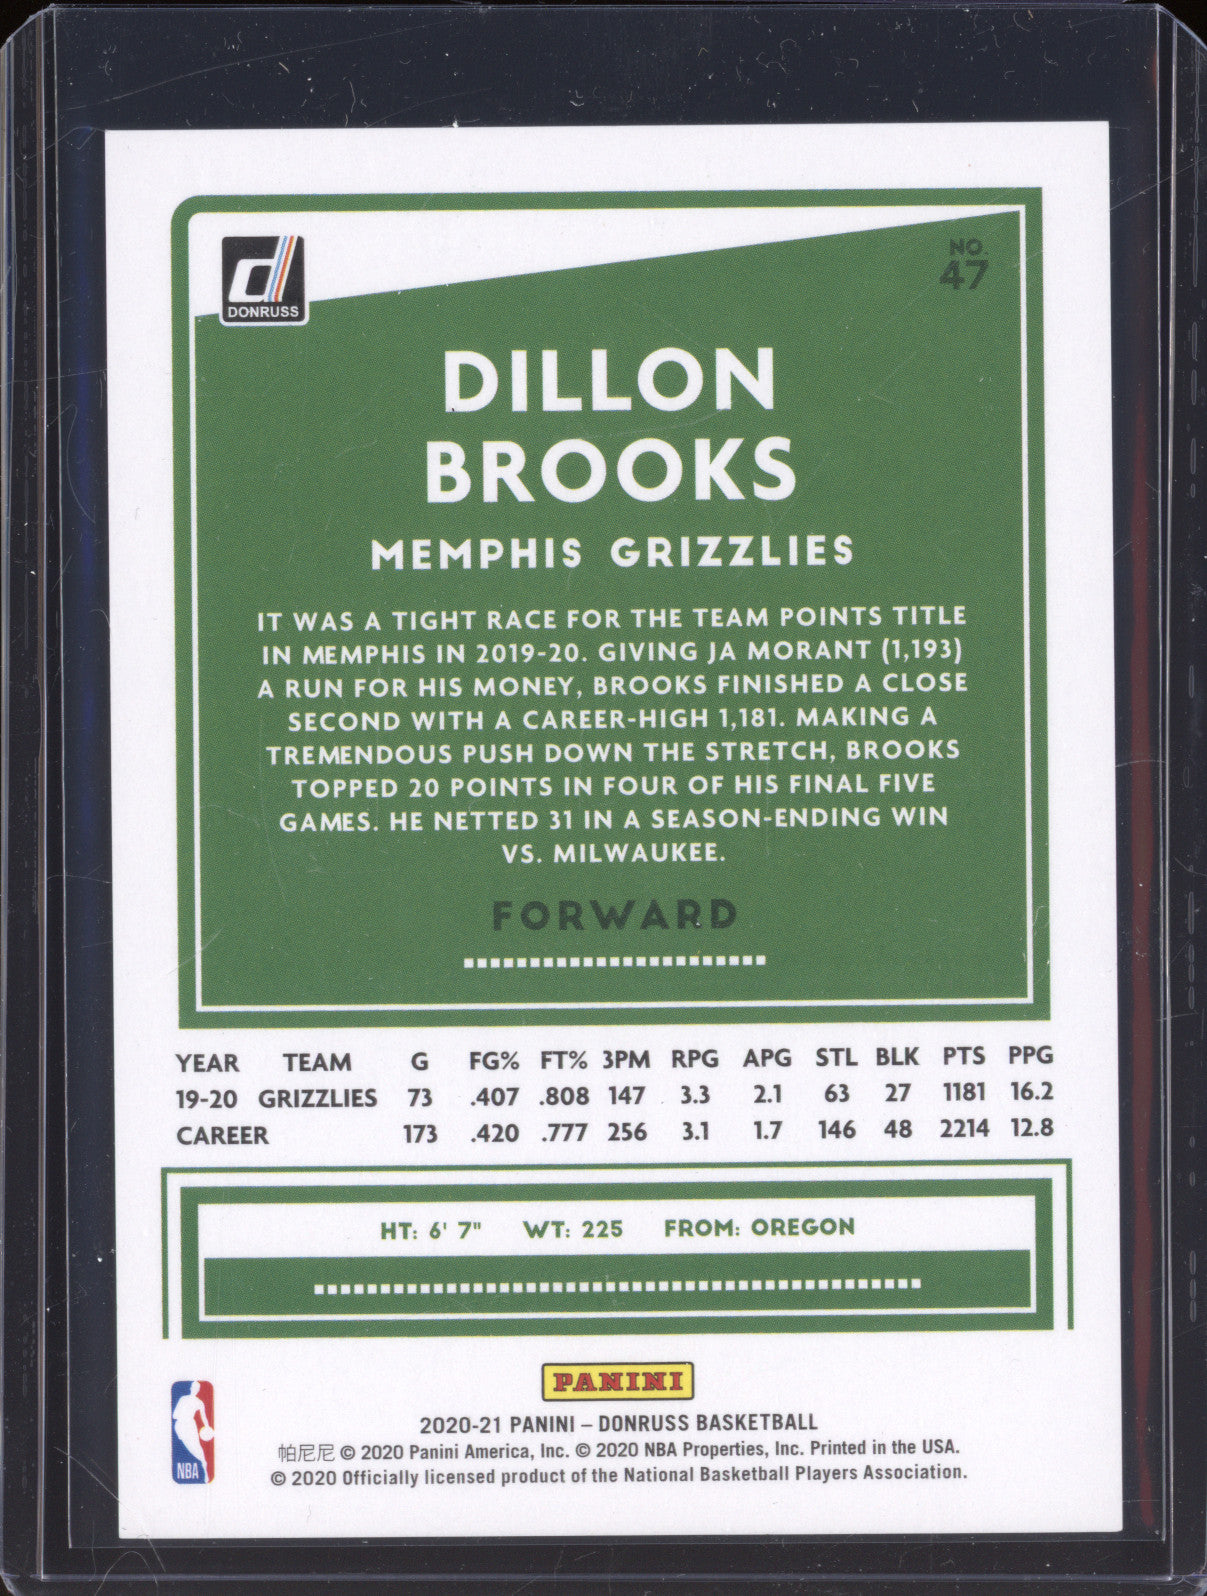 DONRUSS
NO.
47
DILLON
BROOKS
MEMPHIS GRIZZLIES
IT WAS A TIGHT RACE FOR THE TEAM POINTS TITLE
IN MEMPHIS IN 2019-20. GIVING JA MORANT (1,193)
A RUN FOR HIS MONEY, BROOKS FINISHED A CLOSE
SECOND WITH A CAREER-HIGH 1,181. MAKING A
TREMENDOUS PUSH DOWN THE STRETCH, BROOKS
TOPPED 20 POINTS IN FOUR OF HIS FINAL FIVE
GAMES. HE NETTED 31 IN A SEASON-ENDING WIN
VS. MILWAUKEE.
FORWARD
YEAR TEAM G FG% FT% 3PM RPG APG STL BLK PTS PPG
19-20 GRIZZLIES 73 .407 .808 147 3.3 2.1 63 27 1181 16.2
CAREER 173 .420 .777 256 3.1 1.7 146 48 2214 12.8
HT: 6' 7" WT: 225 FROM: OREGON
PANINI
2020-21 PANINI – DONRUSS BASKETBALL
帕尼尼 © 2020 Panini America, Inc. © 2020 NBA Properties, Inc. Printed in the USA.
© 2020 Officially licensed product of the National Basketball Players Association.
NBA